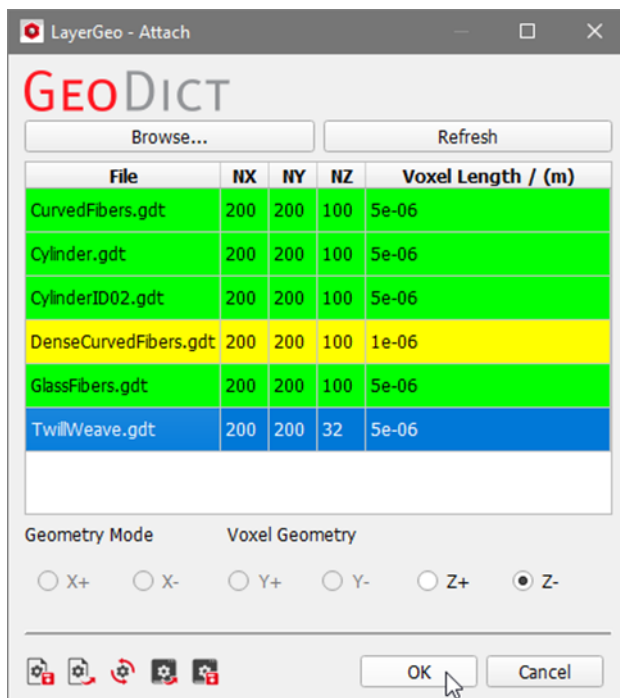 LayerGeo - Attach
GEODICT
Browse... Refresh
File NX NY NZ Voxel Length / (m)
CurvedFibers.gdt 200 200 100 5e-06
Cylinder.gdt 200 200 100 5e-06
CylinderID02.gdt 200 200 100 5e-06
DenseCurvedFibers.gdt 200 200 100 1e-06
GlassFibers.gdt 200 200 100 5e-06
TwillWeave.gdt 200 200 32 5e-06
Geometry Mode Voxel Geometry
X+ X- Y+ Y- Z+ Z-
OK Cancel